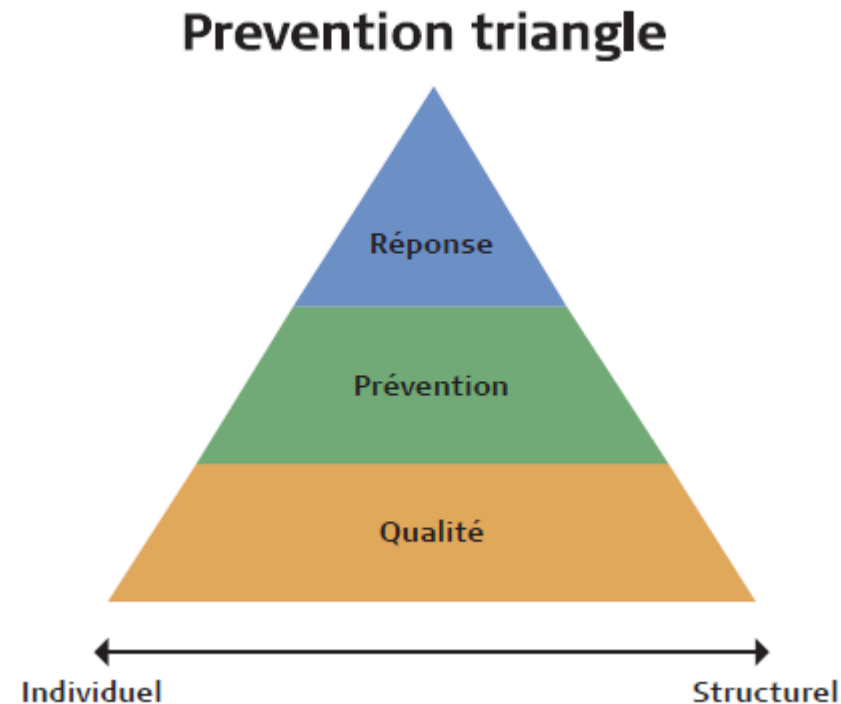 Prevention triangle
Réponse
Prévention
Qualité
Individuel
Structurel